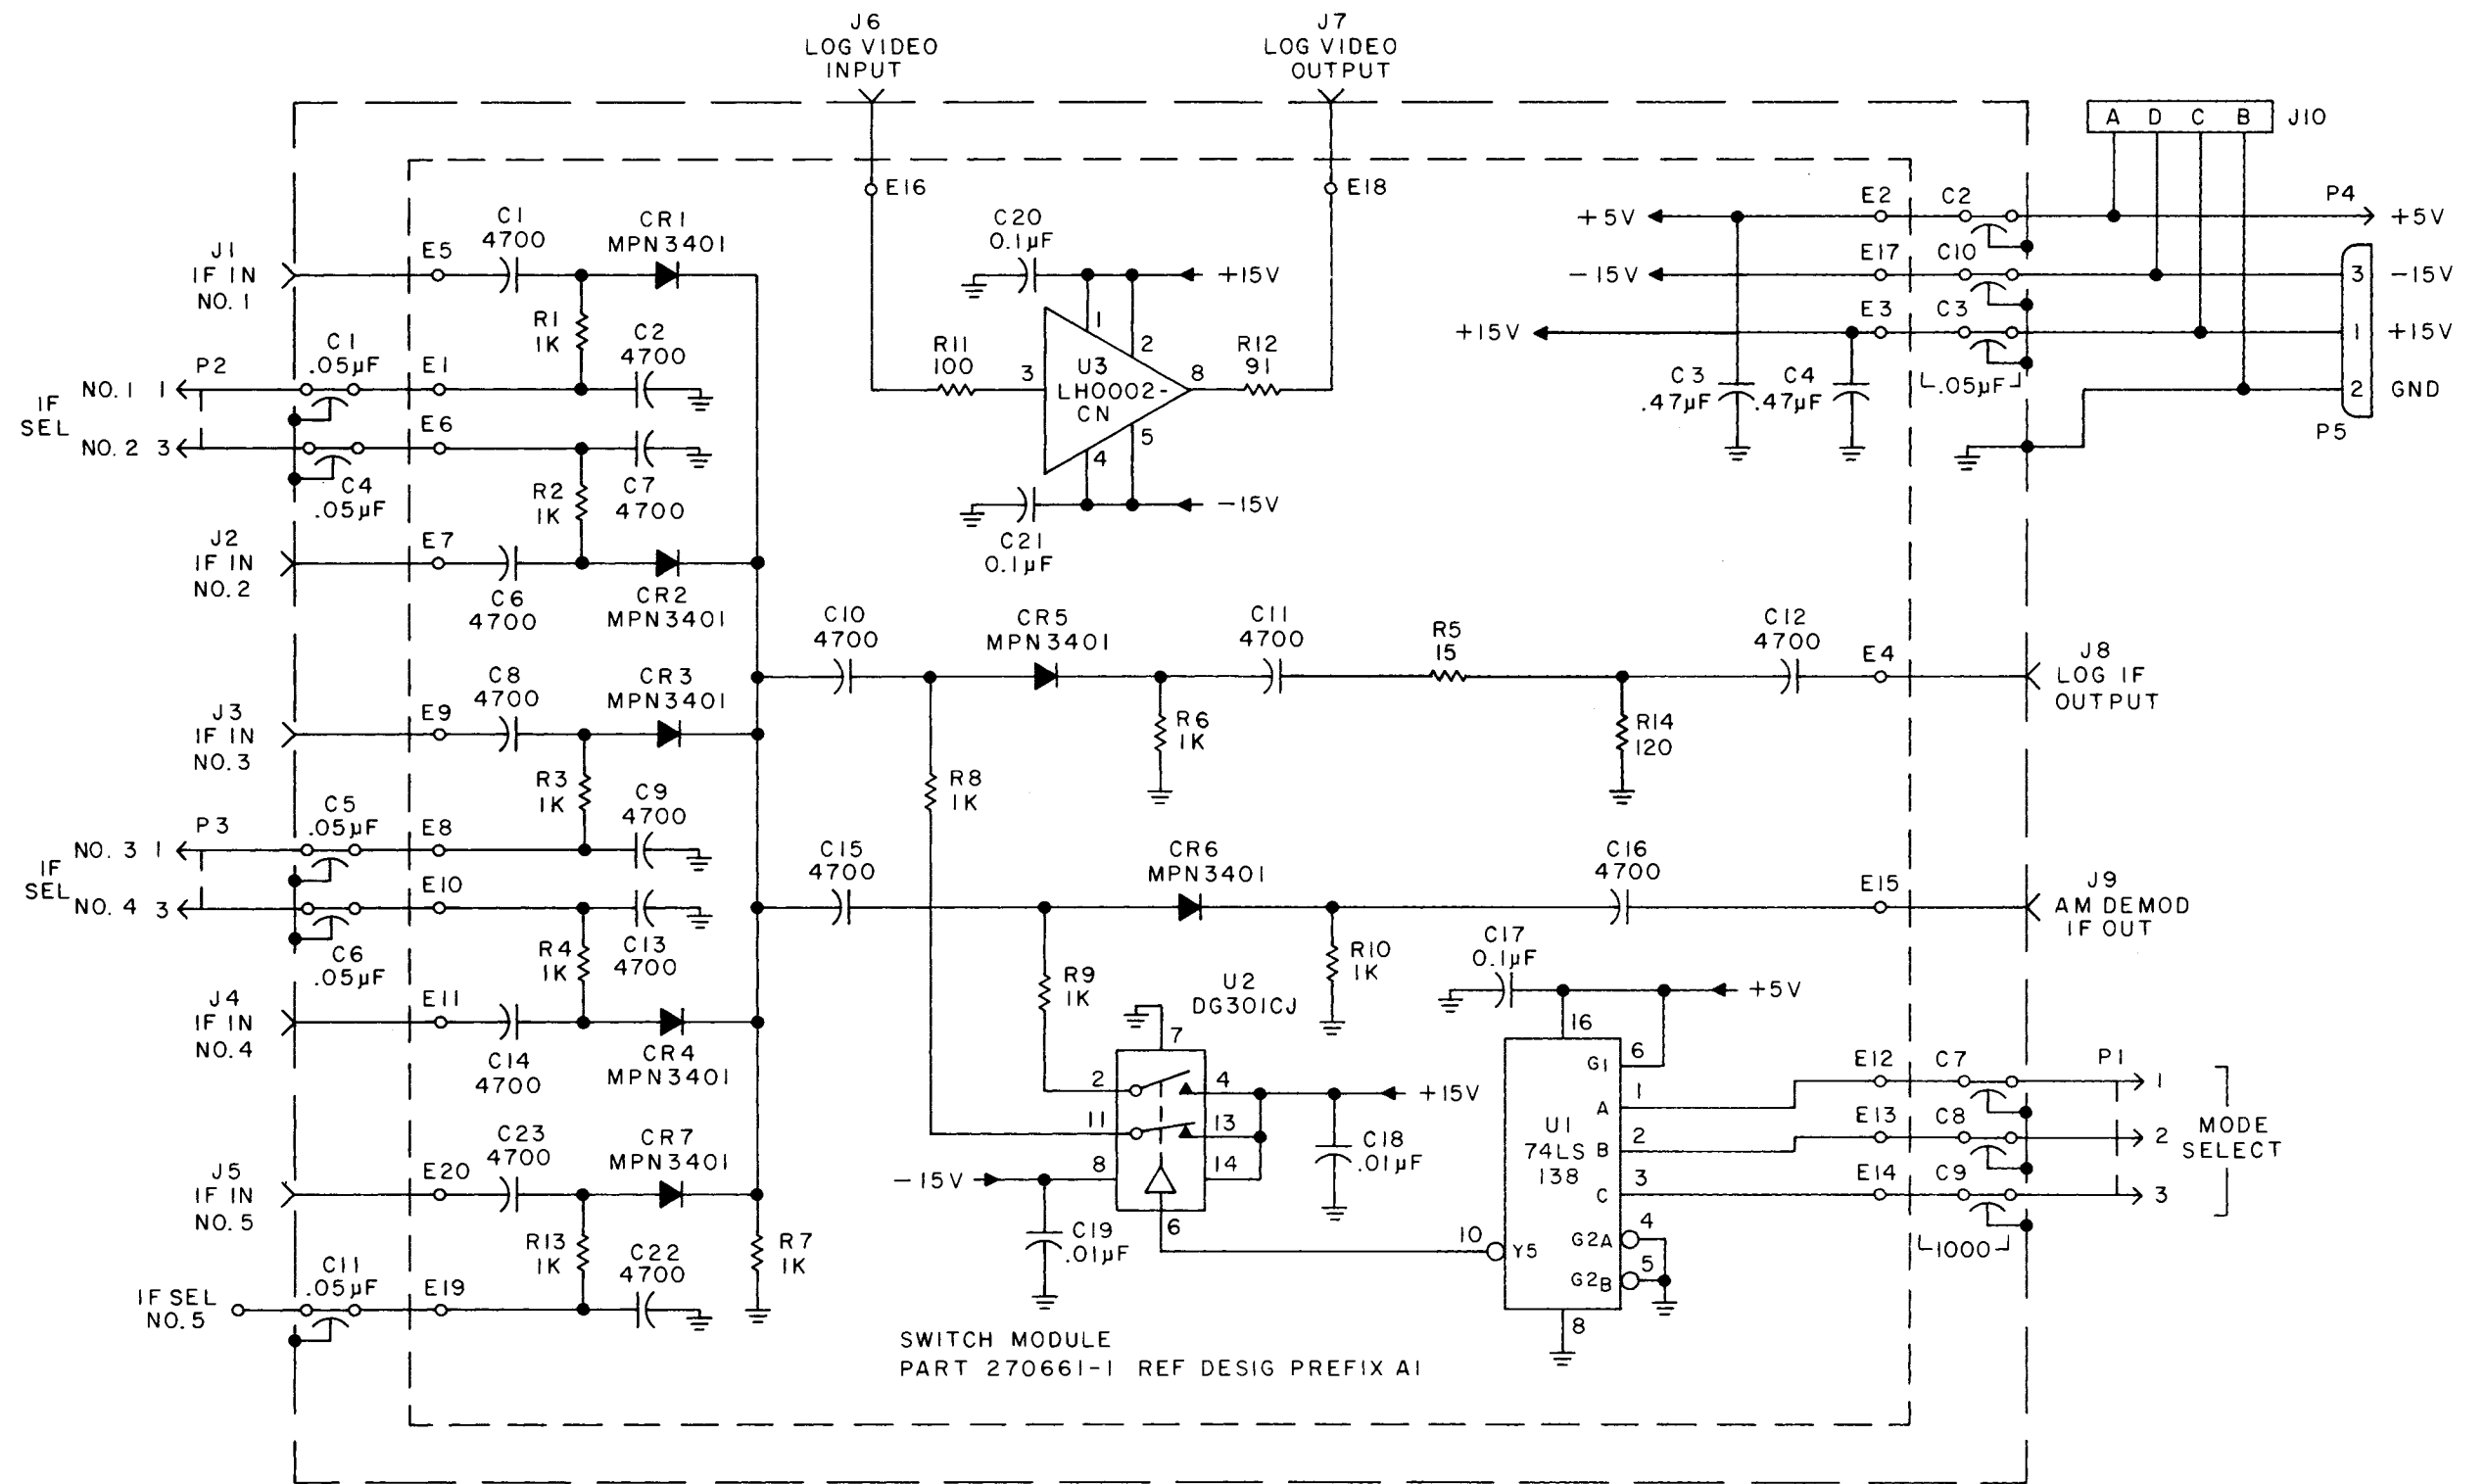 J6
LOG VIDEO
INPUT
J7
LOG VIDEO
OUTPUT
A D C B
J10
E16
E18
P4
+5V
E2
C2
+5V
E17
C10
-15V
3
-15V
E3
C3
+15V
1
+15V
.05µF
2
GND
P5
C3
.47µF
C4
.47µF
J1
IF IN
NO. 1
E5
C1
4700
CR1
MPN3401
R1
1K
C2
4700
C1
.05µF
P2
E1
IF
SEL
NO. 1 1
NO. 2 3
E6
C4
.05µF
R2
1K
C7
4700
J2
IF IN
NO. 2
E7
C6
4700
CR2
MPN3401
C20
0.1µF
+15V
1
2
R11
100
3
U3
LH0002-
CN
8
R12
91
4
5
-15V
C21
0.1µF
J3
IF IN
NO. 3
E9
C8
4700
CR3
MPN3401
R3
1K
C9
4700
C5
.05µF
P3
E8
IF
SEL
NO. 3 1
NO. 4 3
E10
C6
.05µF
R4
1K
C13
4700
J4
IF IN
NO. 4
E11
C14
4700
CR4
MPN3401
J5
IF IN
NO. 5
E20
C23
4700
CR7
MPN3401
R13
1K
C22
4700
R7
1K
C11
.05µF
IF SEL
NO. 5
E19
C10
4700
CR5
MPN3401
C11
4700
R5
15
C12
4700
E4
J8
LOG IF
OUTPUT
R6
1K
R14
120
R8
1K
C15
4700
CR6
MPN3401
C16
4700
E15
J9
AM DEMOD
IF OUT
R9
1K
R10
1K
U2
DG301CJ
7
2
4
+15V
11
13
-15V
8
14
6
C18
.01µF
C19
.01µF
C17
0.1µF
+5V
16
G1
6
A
1
U1
74LS
138
B
2
C
3
10
Y5
G2A
4
G2B
5
8
E12
C7
P1
1
E13
C8
2
E14
C9
3
MODE
SELECT
1000
SWITCH MODULE
PART 270661-1 REF DESIG PREFIX A1